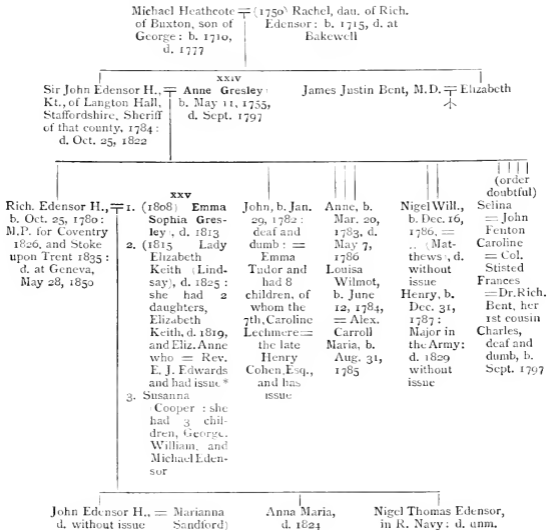 Michael Heathcote = (1750) Rachel, dau. of Rich.
of Buxton, son of Edensor: b. 1715, d. at
George: b. 1710, Bakewell
d. 1777
xxiv
Sir John Edensor H.,
Kt., of Langton Hall,
Staffordshire, Sheriff
of that county, 1784:
d. Oct. 25, 1822
Anne Gresley:
b. May 11, 1755,
d. Sept. 1797
James Justin Bent, M.D. = Elizabeth
Rich. Edensor H., =
b. Oct. 25, 1780:
M.P. for Coventry
1826, and Stoke
upon Trent 1835:
d. at Geneva,
May 28, 1850
xxv
1. (1808) Emma
Sophia Gres-
ley, d. 1813
2. (1815 Lady
Elizabeth
Keith (Lind-
say), d. 1825:
she had 2
daughters,
Elizabeth
Keith, d. 1819,
and Eliz. Anne
who = Rev.
E. J. Edwards
and had issue *
3. Susanna
Cooper: she
had 3 chil-
dren, George,
William, and
Michael Eden-
sor
John, b. Jan.
29, 1782:
deaf and
dumb: =
Emma
Tudor and
had 8
children, of
whom the
7th, Caroline
Lechmere =
the late
Henry
Cohen, Esq.,
and has
issue
Anne, b.
Mar. 20,
1783, d.
May 7,
1786
Louisa
Wilmot,
b. June
12, 1784,
= Alex.
Carroll
Maria, b.
Aug. 31,
1785
Nigel Will.,
b. Dec. 16,
1786, =
.. (Mat-
thews), d.
without
issue
Henry, b.
Dec. 31,
1787:
Major in
the Army:
d. 1829
without
issue
(order
doubtful)
Selina
= John
Fenton
Caroline
= Col.
Stisted
Frances
= Dr. Rich.
Bent, her
1st cousin
Charles,
deaf and
dumb, b.
Sept. 1797
John Edensor H., = Marianna
d. without issue Sandford)
Anna Maria,
d. 1824
Nigel Thomas Edensor,
in R. Navy: d. unm.